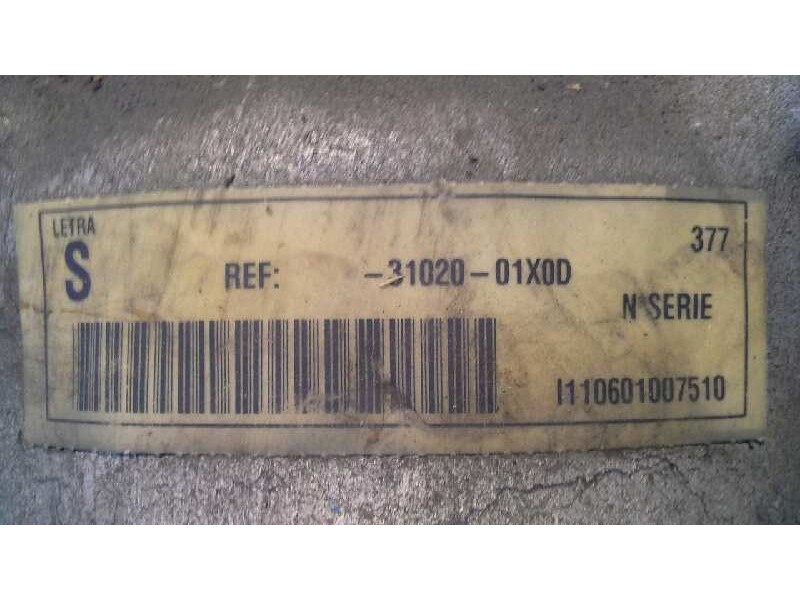 LETRA
S
REF: -31020-01X0D
377
N° SERIE
I110601007510